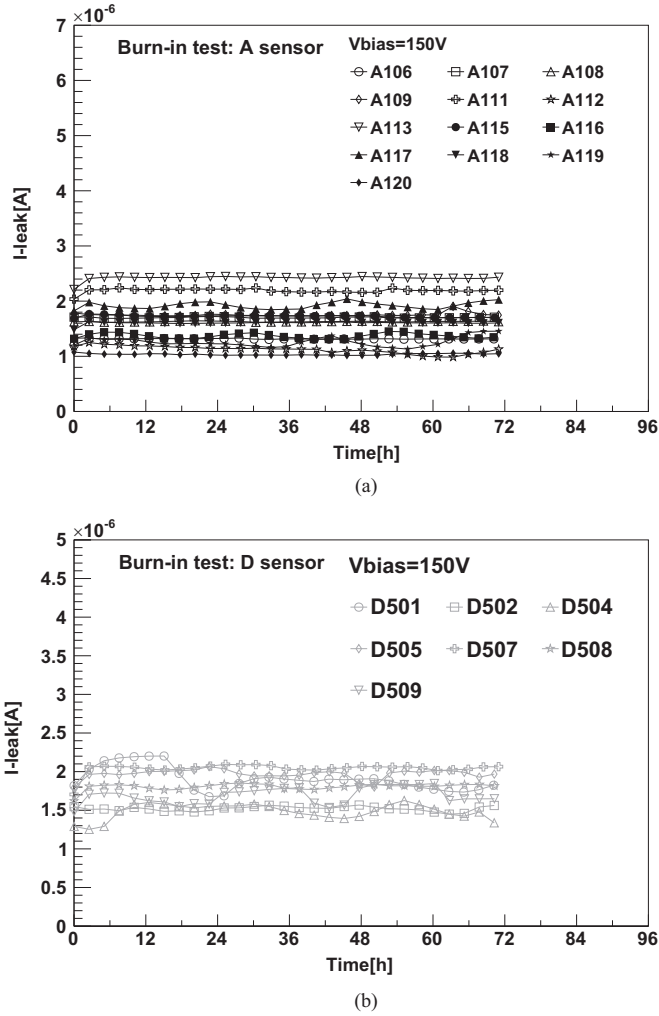 ×10⁻⁶
7
6
5
4
3
2
1
0
I-leak[A]
Burn-in test: A sensor
Vbias=150V
A106 A107 A108
A109 A111 A112
A113 A115 A116
A117 A118 A119
A120
0 12 24 36 48 60 72 84 96
Time[h]
(a)
×10⁻⁶
5
4.5
4
3.5
3
2.5
2
1.5
1
0.5
0
I-leak[A]
Burn-in test: D sensor
Vbias=150V
D501 D502 D504
D505 D507 D508
D509
0 12 24 36 48 60 72 84 96
Time[h]
(b)